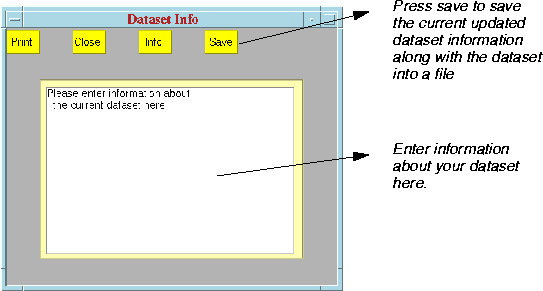 Dataset Info
Print Close Info Save
Please enter information about
the current dataset here
Press save to save
the current updated
dataset information
along with the dataset
into a file
Enter information
about your dataset
here.